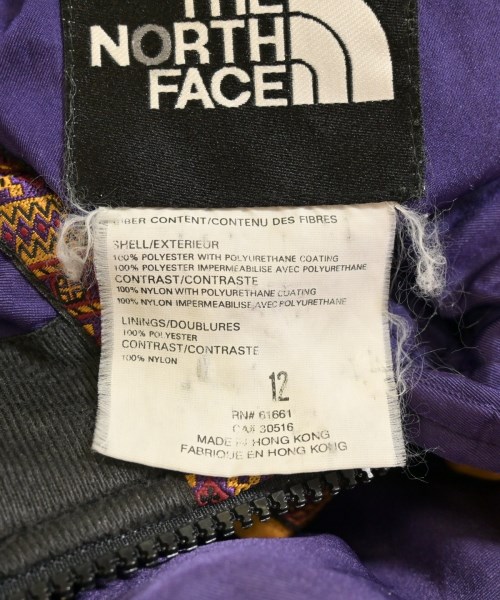 THE
NORTH
FACE
FIBER CONTENT/CONTENU DES FIBRES
SHELL/EXTÉRIEUR
100% POLYESTER WITH POLYURETHANE COATING
100% POLYESTER IMPERMEABILISE AVEC POLYURETHANE
CONTRAST/CONTRASTE
100% NYLON WITH POLYURETHANE COATING
100% NYLON IMPERMEABILISE AVEC POLYURETHANE
LININGS/DOUBLURES
100% POLYESTER
CONTRAST/CONTRASTE
100% NYLON
12
RN# 61661
CA# 30516
MADE IN HONG KONG
FABRIQUE EN HONG KONG